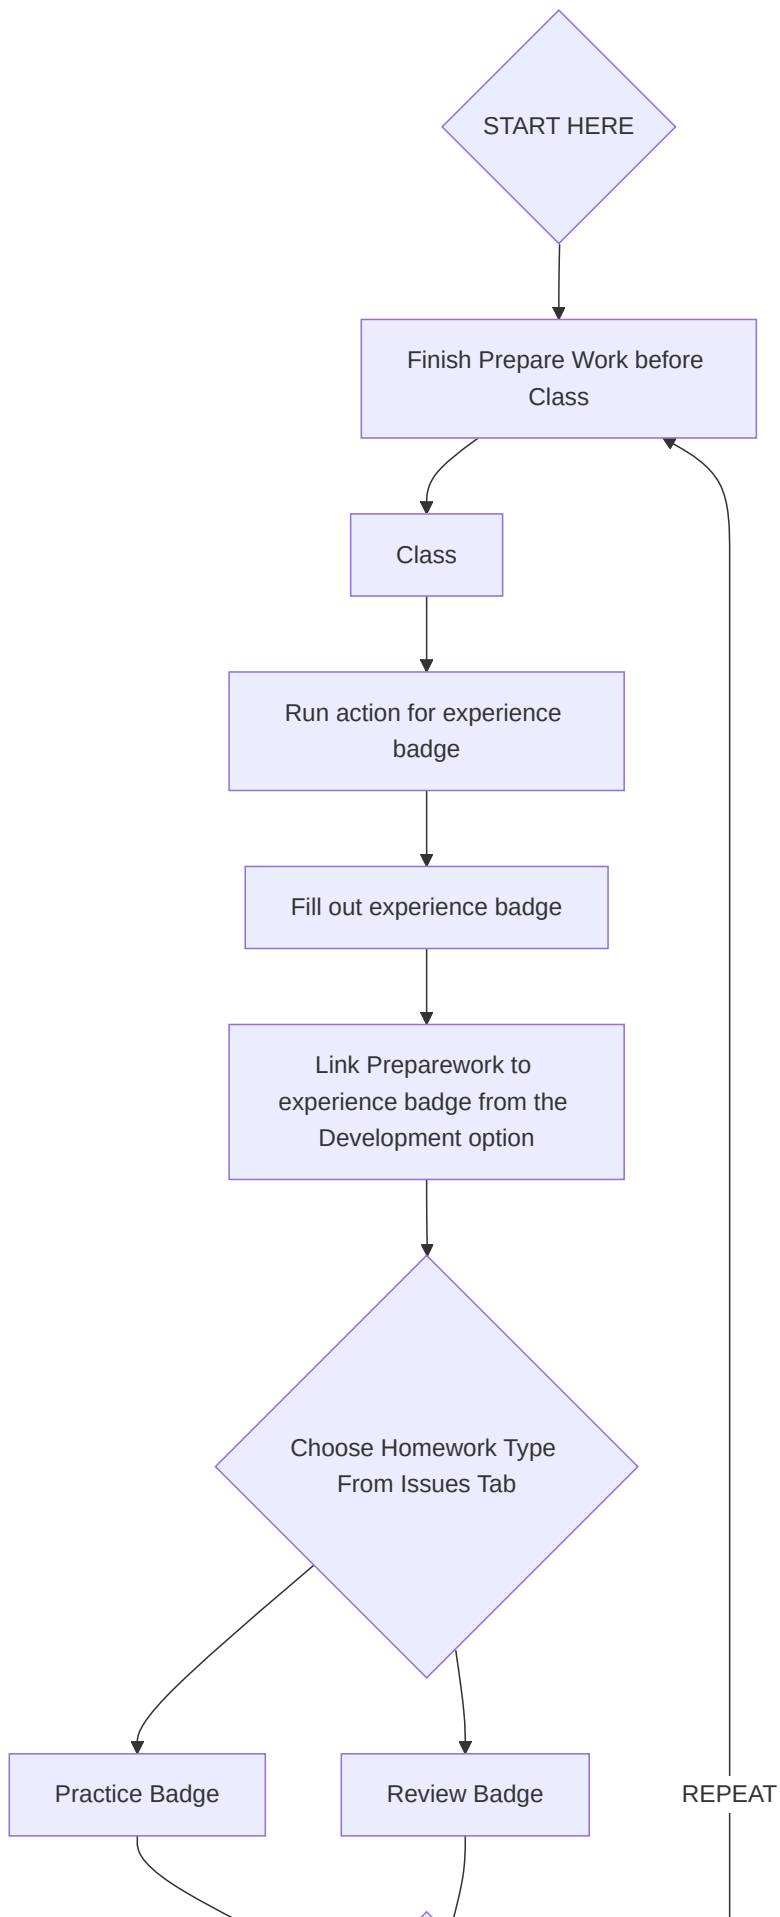 START HERE
Finish Prepare Work before
Class
Class
Run action for experience
badge
Fill out experience badge
Link Preparework to
experience badge from the
Development option
Choose Homework Type
From Issues Tab
Practice Badge
Review Badge
REPEAT